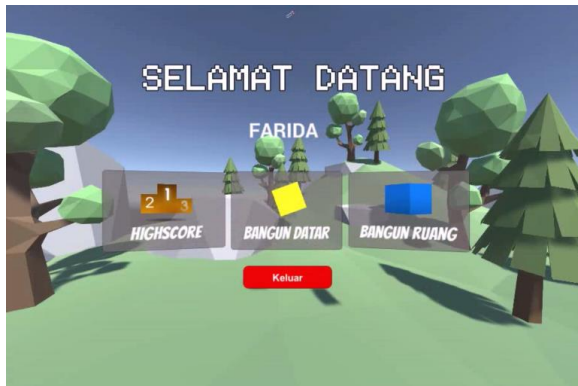 SELAMAT DATANG
FARIDA
2 1 3
HIGHSCORE
BANGUN DATAR
BANGUN RUANG
Keluar